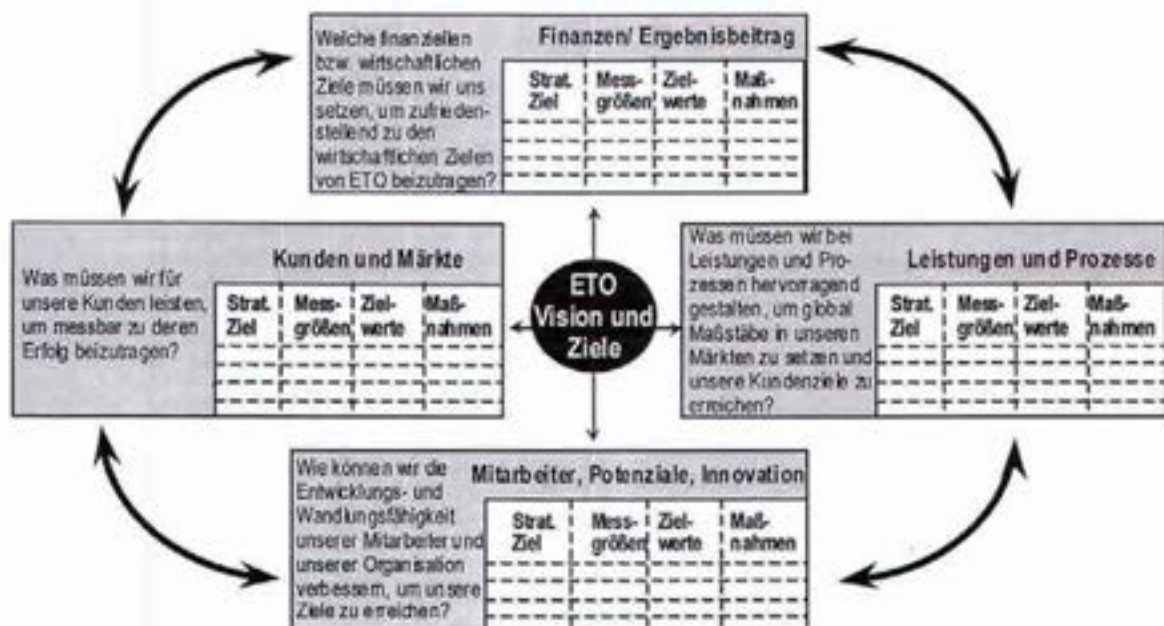 Welche finanziellen
bzw. wirtschaftlichen
Ziele müssen wir uns
setzen, um zufrieden-
stellend zu den
wirtschaftlichen Zielen
von ETO beizutragen?
Finanzen/ Ergebnisbeitrag
Strat. Mess- Ziel- Maß-
Ziel größen werte nahmen
Was müssen wir für
unsere Kunden leisten,
um messbar zu deren
Erfolg beizutragen?
Kunden und Märkte
Strat. Mess- Ziel- Maß-
Ziel größen werte nahmen
ETO
Vision und
Ziele
Was müssen wir bei
Leistungen und Pro-
zessen hervorragend
gestalten, um global
Maßstäbe in unseren
Märkten zu setzen und
unsere Kundenziele zu
erreichen?
Leistungen und Prozesse
Strat. Mess- Ziel- Maß-
Ziel größen werte nahmen
Wie können wir die
Entwicklungs- und
Wandlungsfähigkeit
unserer Mitarbeiter und
unserer Organisation
verbessern, um unsere
Ziele zu erreichen?
Mitarbeiter, Potenziale, Innovation
Strat. Mess- Ziel- Maß-
Ziel größen werte nahmen